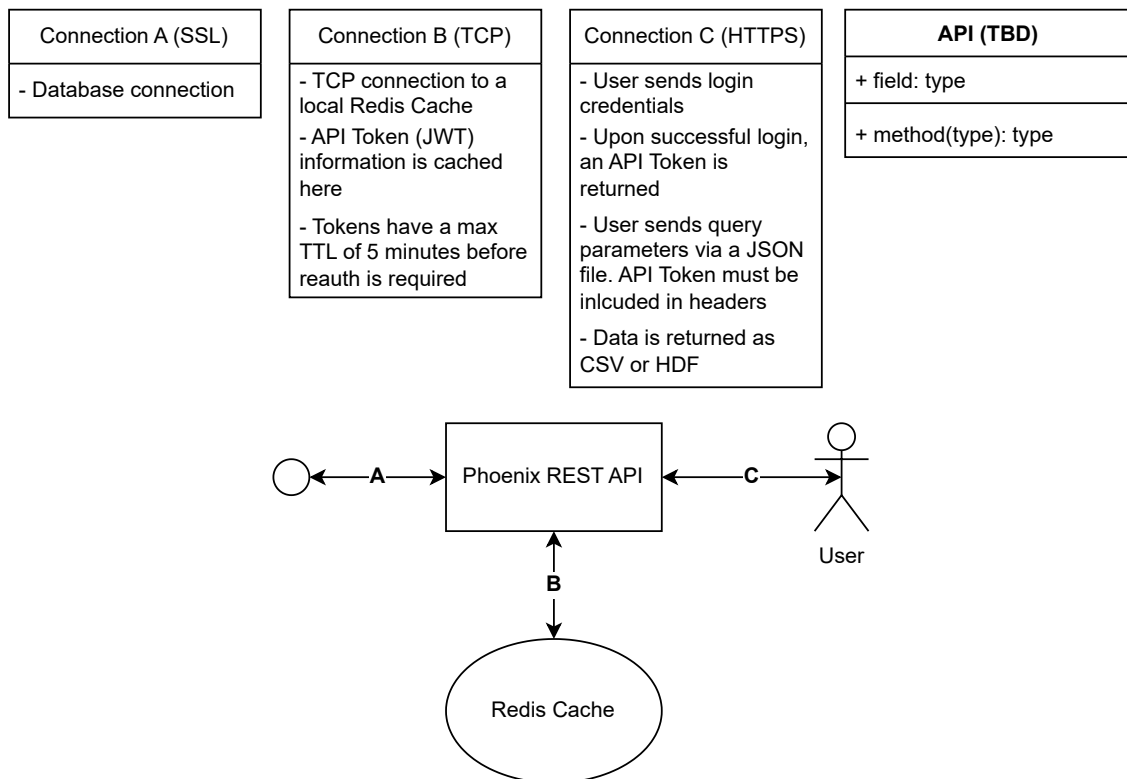 Connection A (SSL)
- Database connection
Connection B (TCP)
- TCP connection to a
local Redis Cache
- API Token (JWT)
information is cached
here
- Tokens have a max
TTL of 5 minutes before
reauth is required
Connection C (HTTPS)
- User sends login
credentials
- Upon successful login,
an API Token is
returned
- User sends query
parameters via a JSON
file. API Token must be
inlcuded in headers
- Data is returned as
CSV or HDF
API (TBD)
+ field: type
+ method(type): type
A
Phoenix REST API
C
User
B
Redis Cache